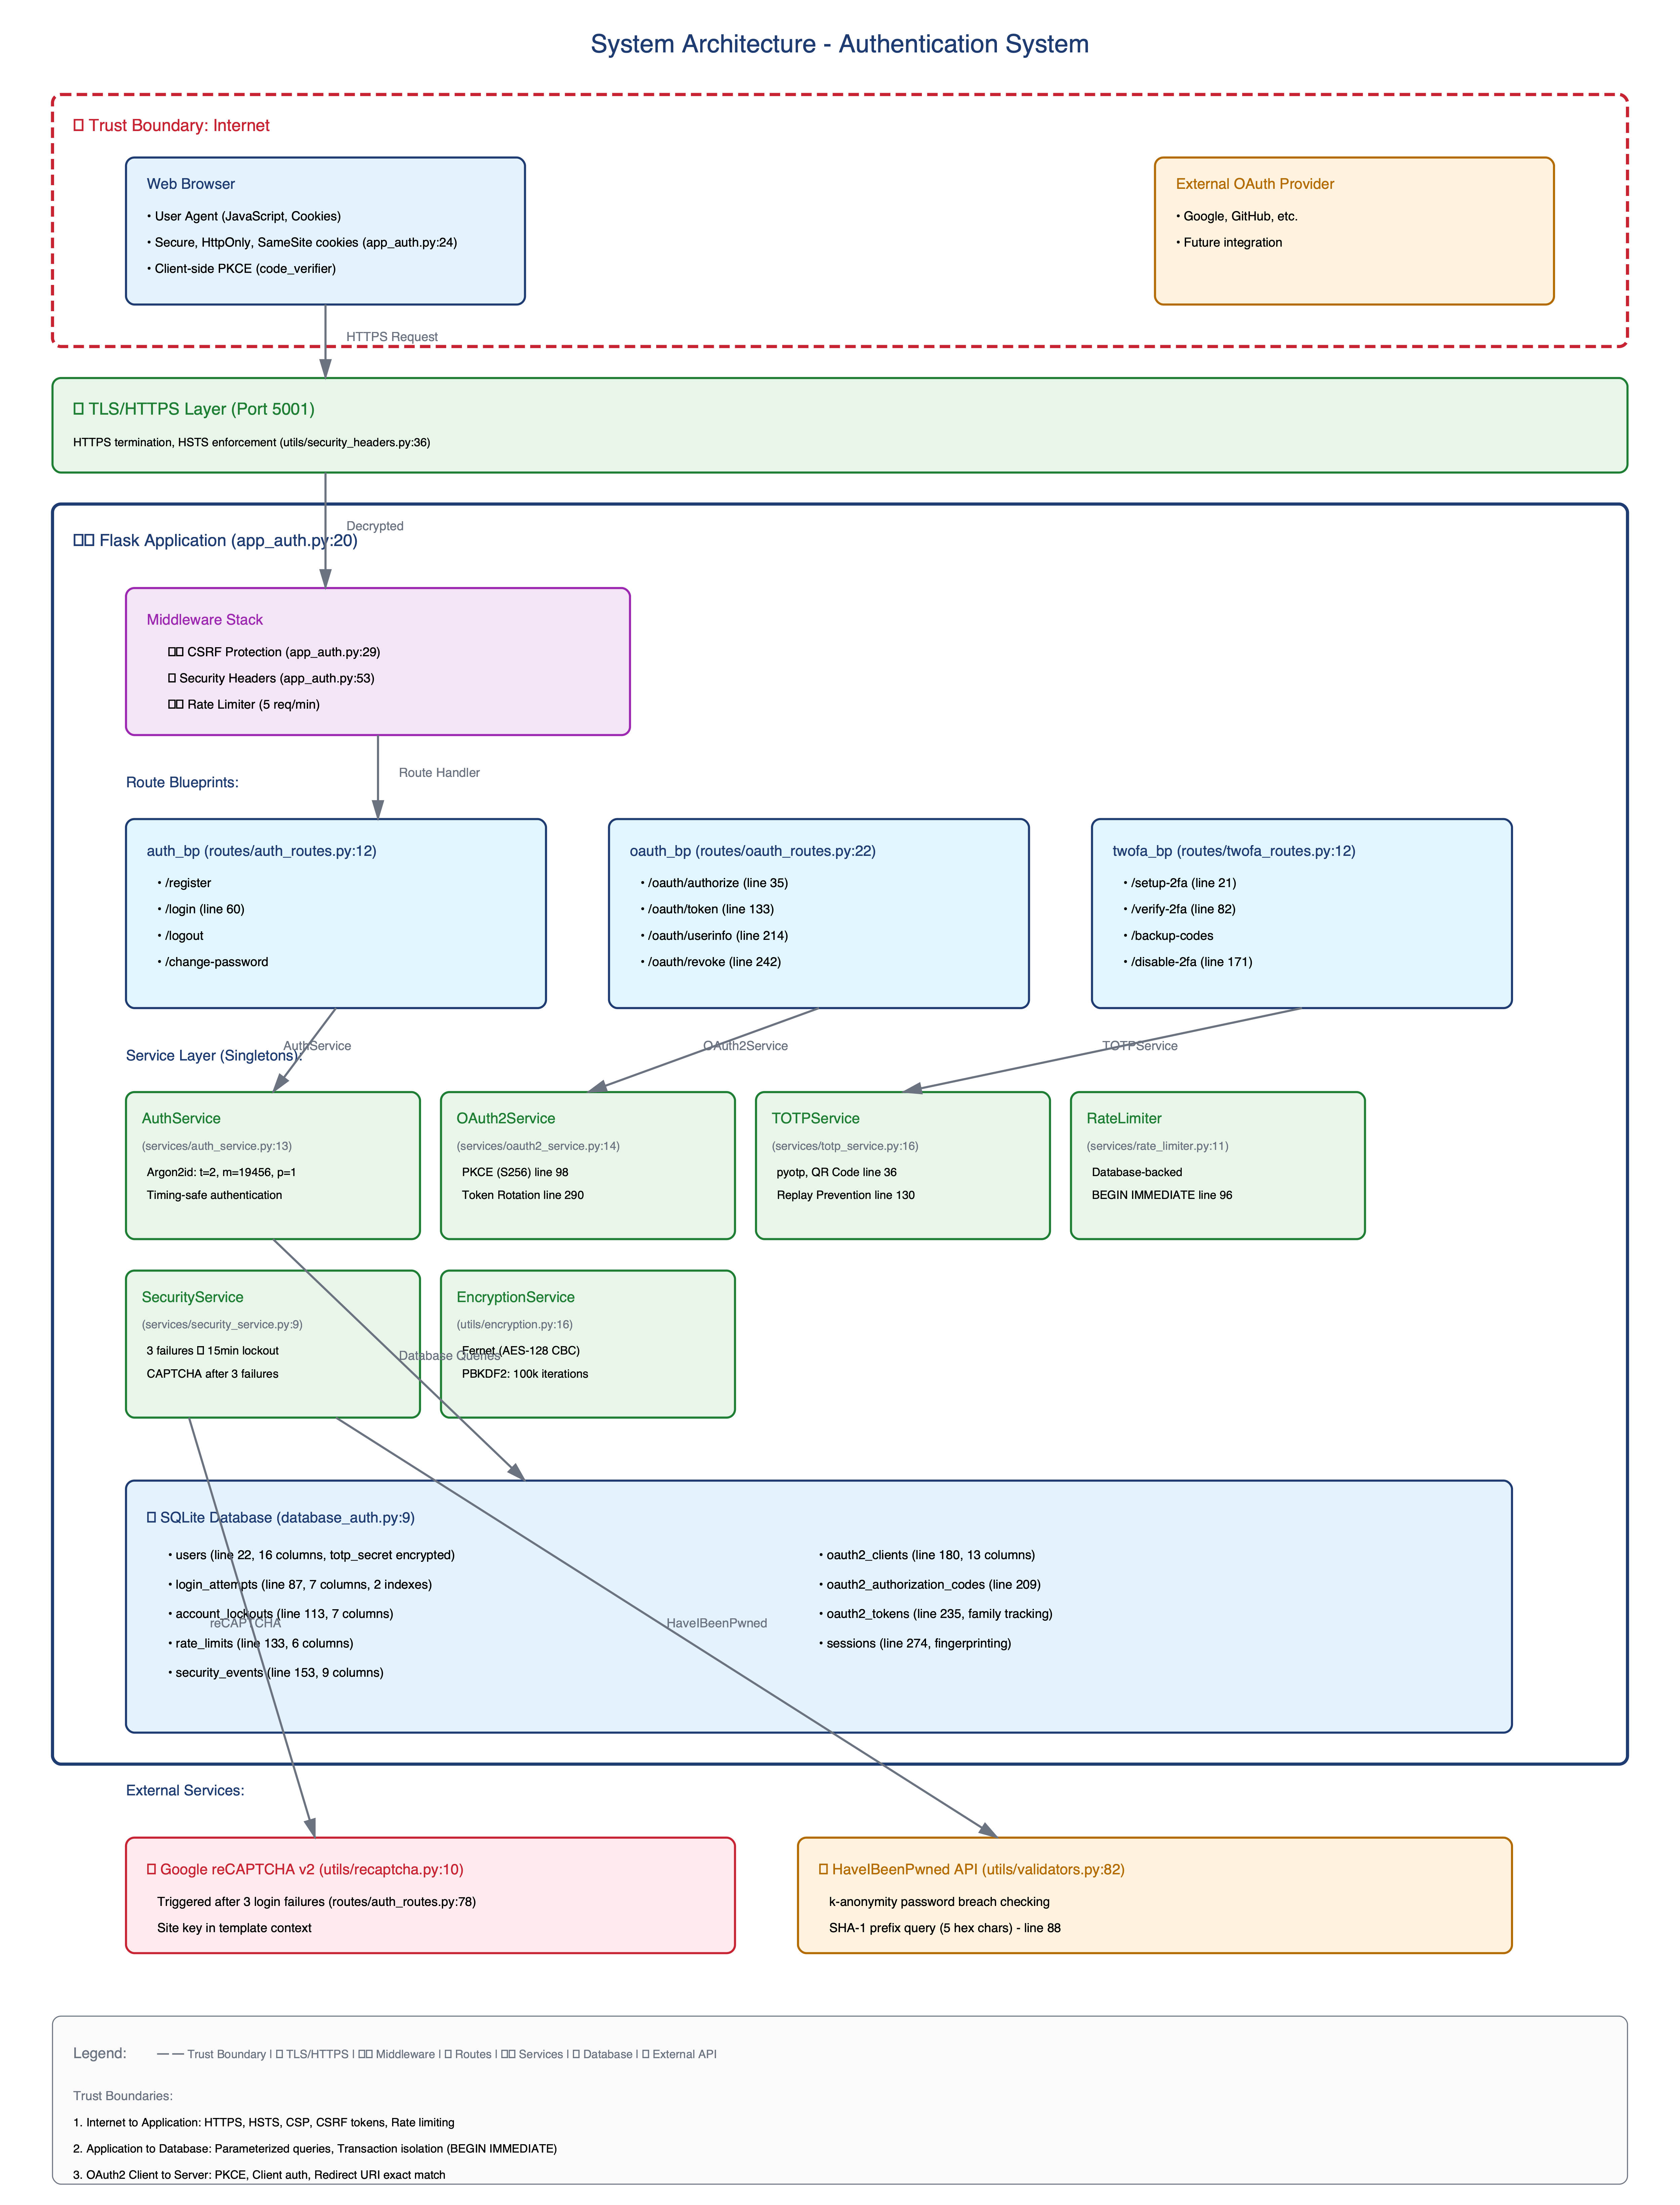 System Architecture - Authentication System
Trust Boundary: Internet
Web Browser
• User Agent (JavaScript, Cookies)
• Secure, HttpOnly, SameSite cookies (app_auth.py:24)
• Client-side PKCE (code_verifier)
External OAuth Provider
• Google, GitHub, etc.
• Future integration
HTTPS Request
TLS/HTTPS Layer (Port 5001)
HTTPS termination, HSTS enforcement (utils/security_headers.py:36)
Decrypted
Flask Application (app_auth.py:20)
Middleware Stack
CSRF Protection (app_auth.py:29)
Security Headers (app_auth.py:53)
Rate Limiter (5 req/min)
Route Handler
Route Blueprints:
auth_bp (routes/auth_routes.py:12)
• /register
• /login (line 60)
• /logout
• /change-password
oauth_bp (routes/oauth_routes.py:22)
• /oauth/authorize (line 35)
• /oauth/token (line 133)
• /oauth/userinfo (line 214)
• /oauth/revoke (line 242)
twofa_bp (routes/twofa_routes.py:12)
• /setup-2fa (line 21)
• /verify-2fa (line 82)
• /backup-codes
• /disable-2fa (line 171)
AuthService
OAuth2Service
TOTPService
Service Layer (Singletons):
AuthService
(services/auth_service.py:13)
Argon2id: t=2, m=19456, p=1
Timing-safe authentication
OAuth2Service
(services/oauth2_service.py:14)
PKCE (S256) line 98
Token Rotation line 290
TOTPService
(services/totp_service.py:16)
pyotp, QR Code line 36
Replay Prevention line 130
RateLimiter
(services/rate_limiter.py:11)
Database-backed
BEGIN IMMEDIATE line 96
SecurityService
(services/security_service.py:9)
3 failures □ 15min lockout
CAPTCHA after 3 failures
EncryptionService
(utils/encryption.py:16)
Fernet (AES-128 CBC)
PBKDF2: 100k iterations
Database Queries
SQLite Database (database_auth.py:9)
• users (line 22, 16 columns, totp_secret encrypted)
• login_attempts (line 87, 7 columns, 2 indexes)
• account_lockouts (line 113, 7 columns)
• rate_limits (line 133, 6 columns)
• security_events (line 153, 9 columns)
• oauth2_clients (line 180, 13 columns)
• oauth2_authorization_codes (line 209)
• oauth2_tokens (line 235, family tracking)
• sessions (line 274, fingerprinting)
reCAPTCHA
HaveIBeenPwned
External Services:
Google reCAPTCHA v2 (utils/recaptcha.py:10)
Triggered after 3 login failures (routes/auth_routes.py:78)
Site key in template context
HaveIBeenPwned API (utils/validators.py:82)
k-anonymity password breach checking
SHA-1 prefix query (5 hex chars) - line 88
Legend:
— — Trust Boundary | □ TLS/HTTPS | □□ Middleware | □ Routes | □□ Services | □ Database | □ External API
Trust Boundaries:
1. Internet to Application: HTTPS, HSTS, CSP, CSRF tokens, Rate limiting
2. Application to Database: Parameterized queries, Transaction isolation (BEGIN IMMEDIATE)
3. OAuth2 Client to Server: PKCE, Client auth, Redirect URI exact match